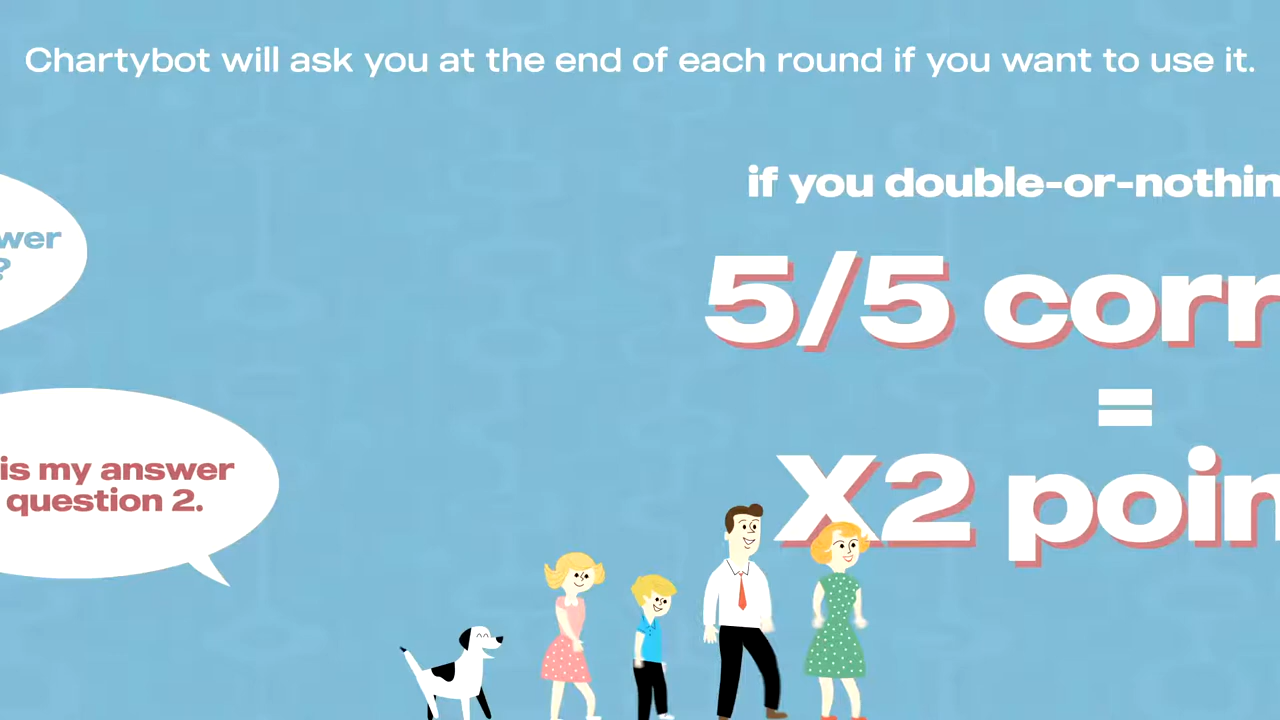 Chartybot will ask you at the end of each round if you want to use it.
wer
?
is my answer
question 2.
if you double-or-nothin
5/5 corr
=
X2 poin